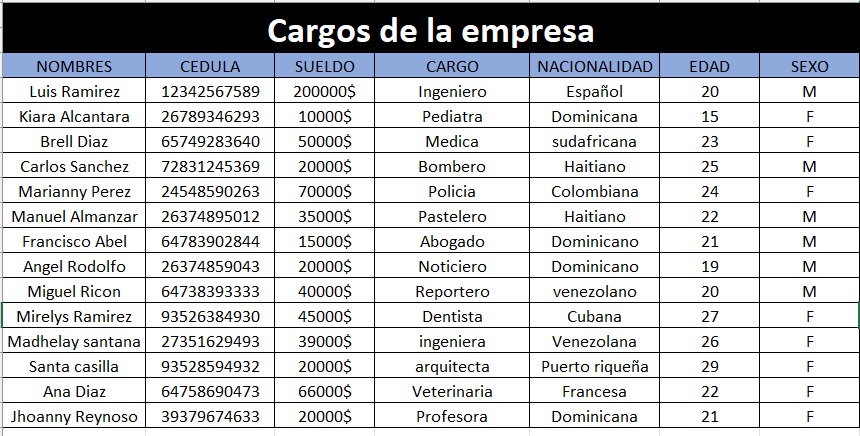 Cargos de la empresa
NOMBRES CEDULA SUELDO CARGO NACIONALIDAD EDAD SEXO
Luis Ramirez 12342567589 200000$ Ingeniero Español 20 M
Kiara Alcantara 26789346293 10000$ Pediatra Dominicana 15 F
Brell Diaz 65749283640 50000$ Medica sudafricana 23 F
Carlos Sanchez 72831245369 20000$ Bombero Haitiano 25 M
Marianny Perez 24548590263 70000$ Policia Colombiana 24 F
Manuel Almanzar 26374895012 35000$ Pastelero Haitiano 22 M
Francisco Abel 64783902844 15000$ Abogado Dominicano 21 M
Angel Rodolfo 26374859043 20000$ Noticiero Dominicano 19 M
Miguel Ricon 64738393333 40000$ Reportero venezolano 20 M
Mirelys Ramirez 93526384930 45000$ Dentista Cubana 27 F
Madhelay santana 27351629493 39000$ ingeniera Venezolana 26 F
Santa casilla 93528594932 20000$ arquitecta Puerto riqueña 29 F
Ana Diaz 64758690473 66000$ Veterinaria Francesa 22 F
Jhoanny Reynoso 39379674633 20000$ Profesora Dominicana 21 F